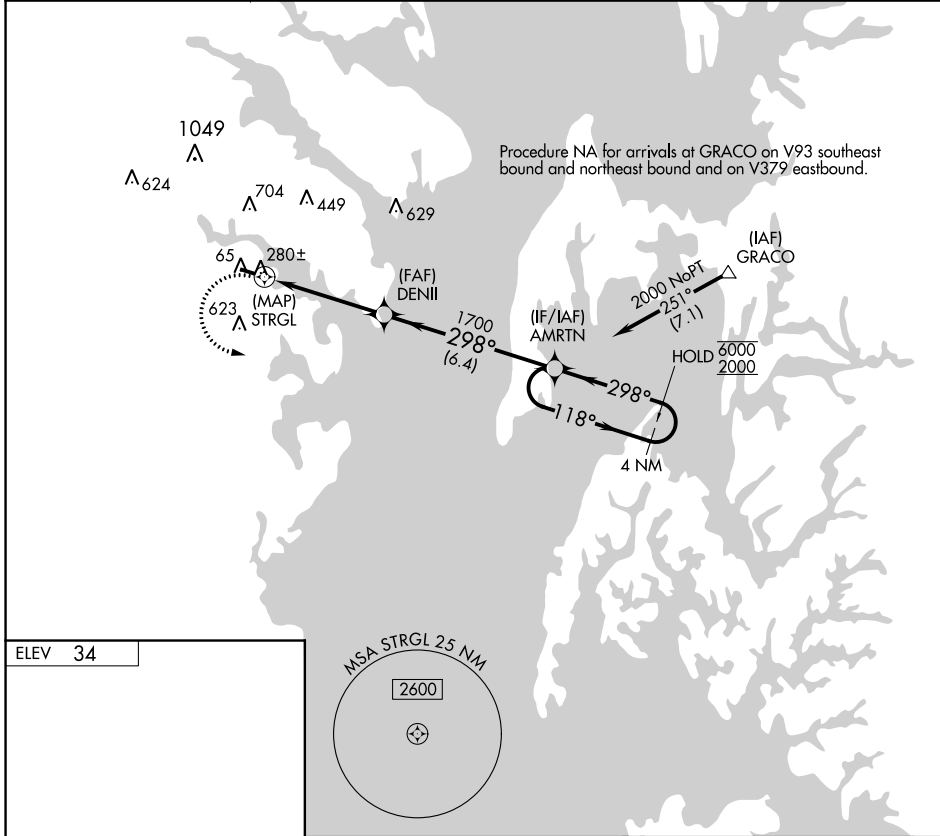 1049
624
704
449
629
Procedure NA for arrivals at GRACO on V93 southeast
bound and northeast bound and on V379 eastbound.
65
280±
(IAF)
GRACO
2000 NoPT
251°
(7.1)
(FAF)
DENII
623
(MAP)
STRGL
1700
298°
(6.4)
(IF/IAF)
AMRTN
HOLD
6000
2000
298°
118°
4 NM
ELEV 34
MSA STRGL 25 NM
2600